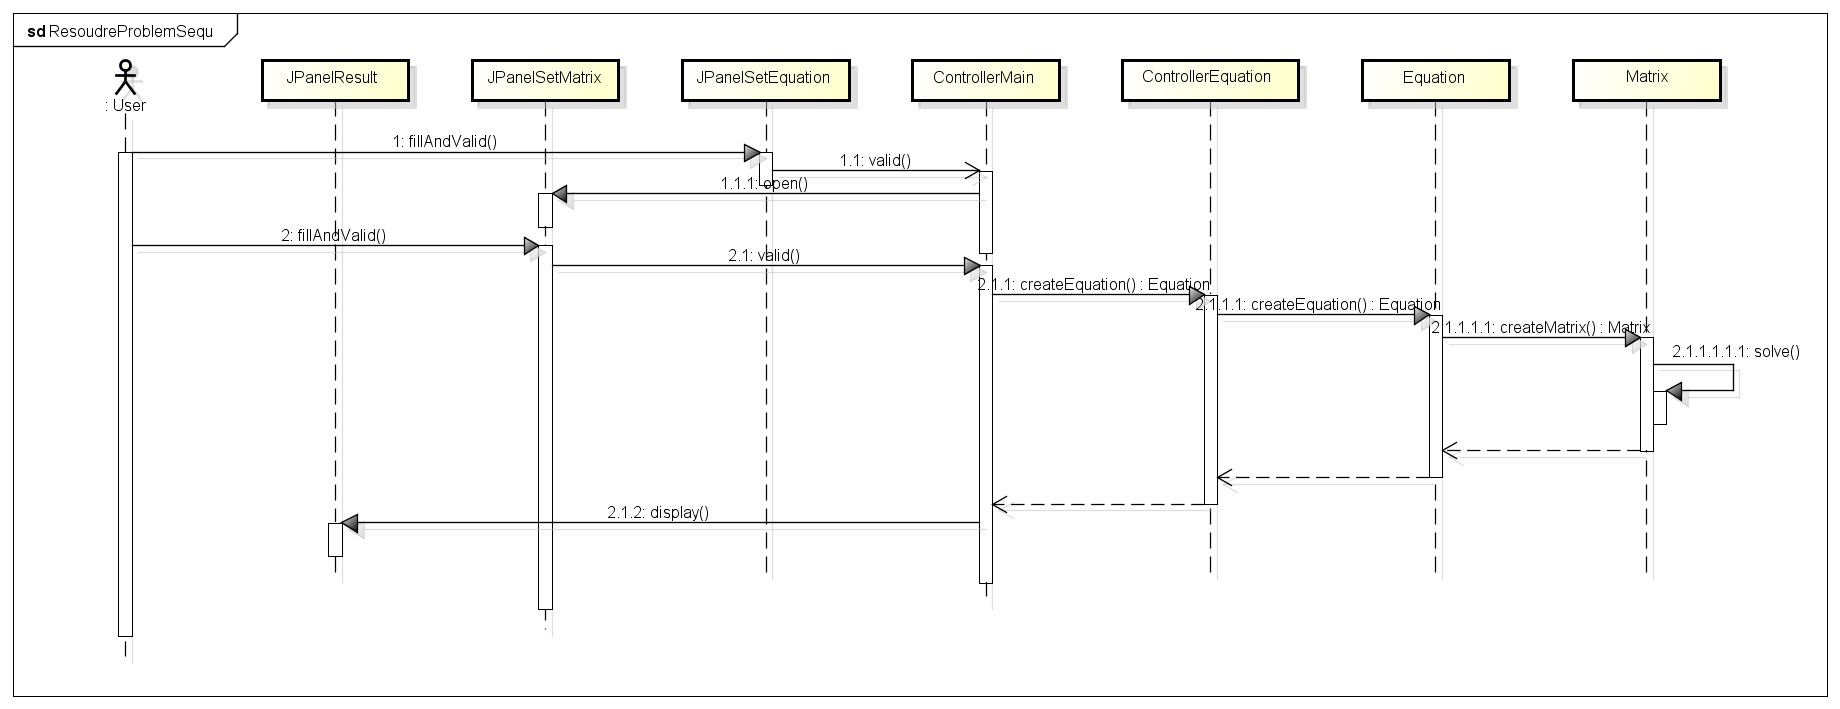 sd ResoudreProblemSequ
: User
JPanelResult
JPanelSetMatrix
JPanelSetEquation
ControllerMain
ControllerEquation
Equation
Matrix
1: fillAndValid()
1.1: valid()
1.1.1: open()
2: fillAndValid()
2.1: valid()
2.1.1: createEquation() : Equation
2.1.1.1: createEquation() : Equation
2.1.1.1.1: createMatrix() : Matrix
2.1.1.1.1.1: solve()
2.1.2: display()